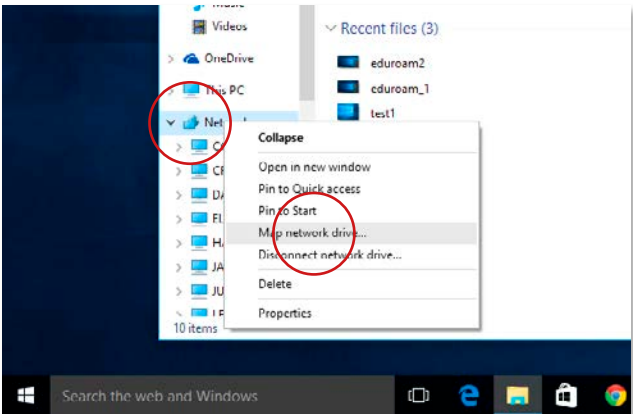 Music
Videos
OneDrive
This PC
Recent files (3)
eduroam2
eduroam_1
test1
Collapse
Open in new window
Pin to Quick access
Pin to Start
Map network drive...
Disconnect network drive...
Delete
Properties
10 items
Search the web and Windows